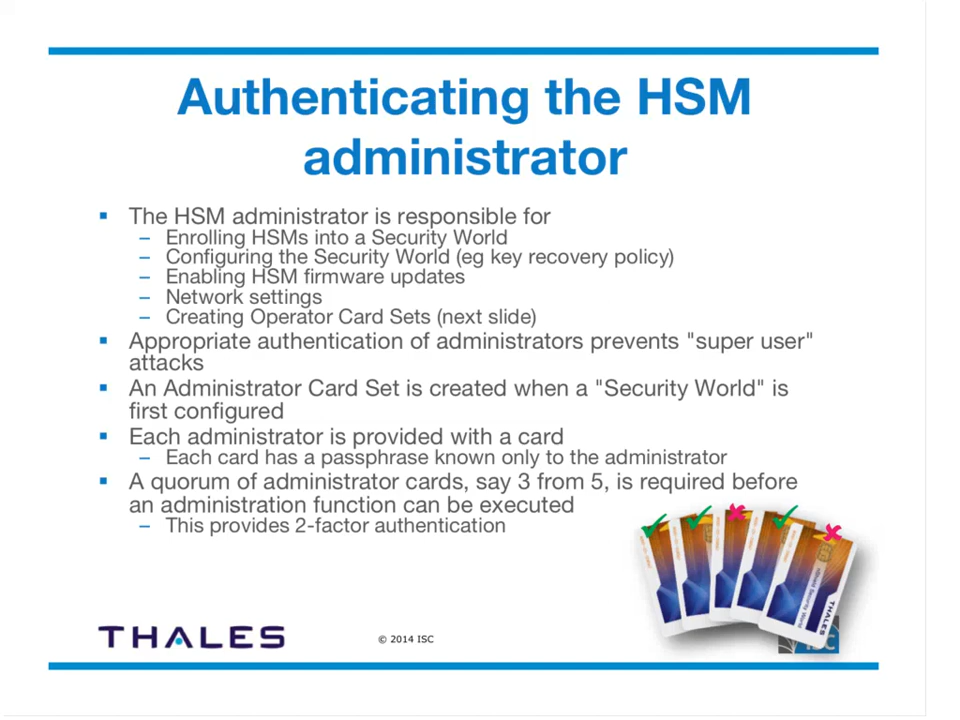 Authenticating the HSM
administrator
The HSM administrator is responsible for
– Enrolling HSMs into a Security World
– Configuring the Security World (eg key recovery policy)
– Enabling HSM firmware updates
– Network settings
– Creating Operator Card Sets (next slide)
Appropriate authentication of administrators prevents "super user"
attacks
An Administrator Card Set is created when a "Security World" is
first configured
Each administrator is provided with a card
– Each card has a passphrase known only to the administrator
A quorum of administrator cards, say 3 from 5, is required before
an administration function can be executed
– This provides 2-factor authentication
THALES
nShield Security World
THALES
© 2014 ISC
ISC